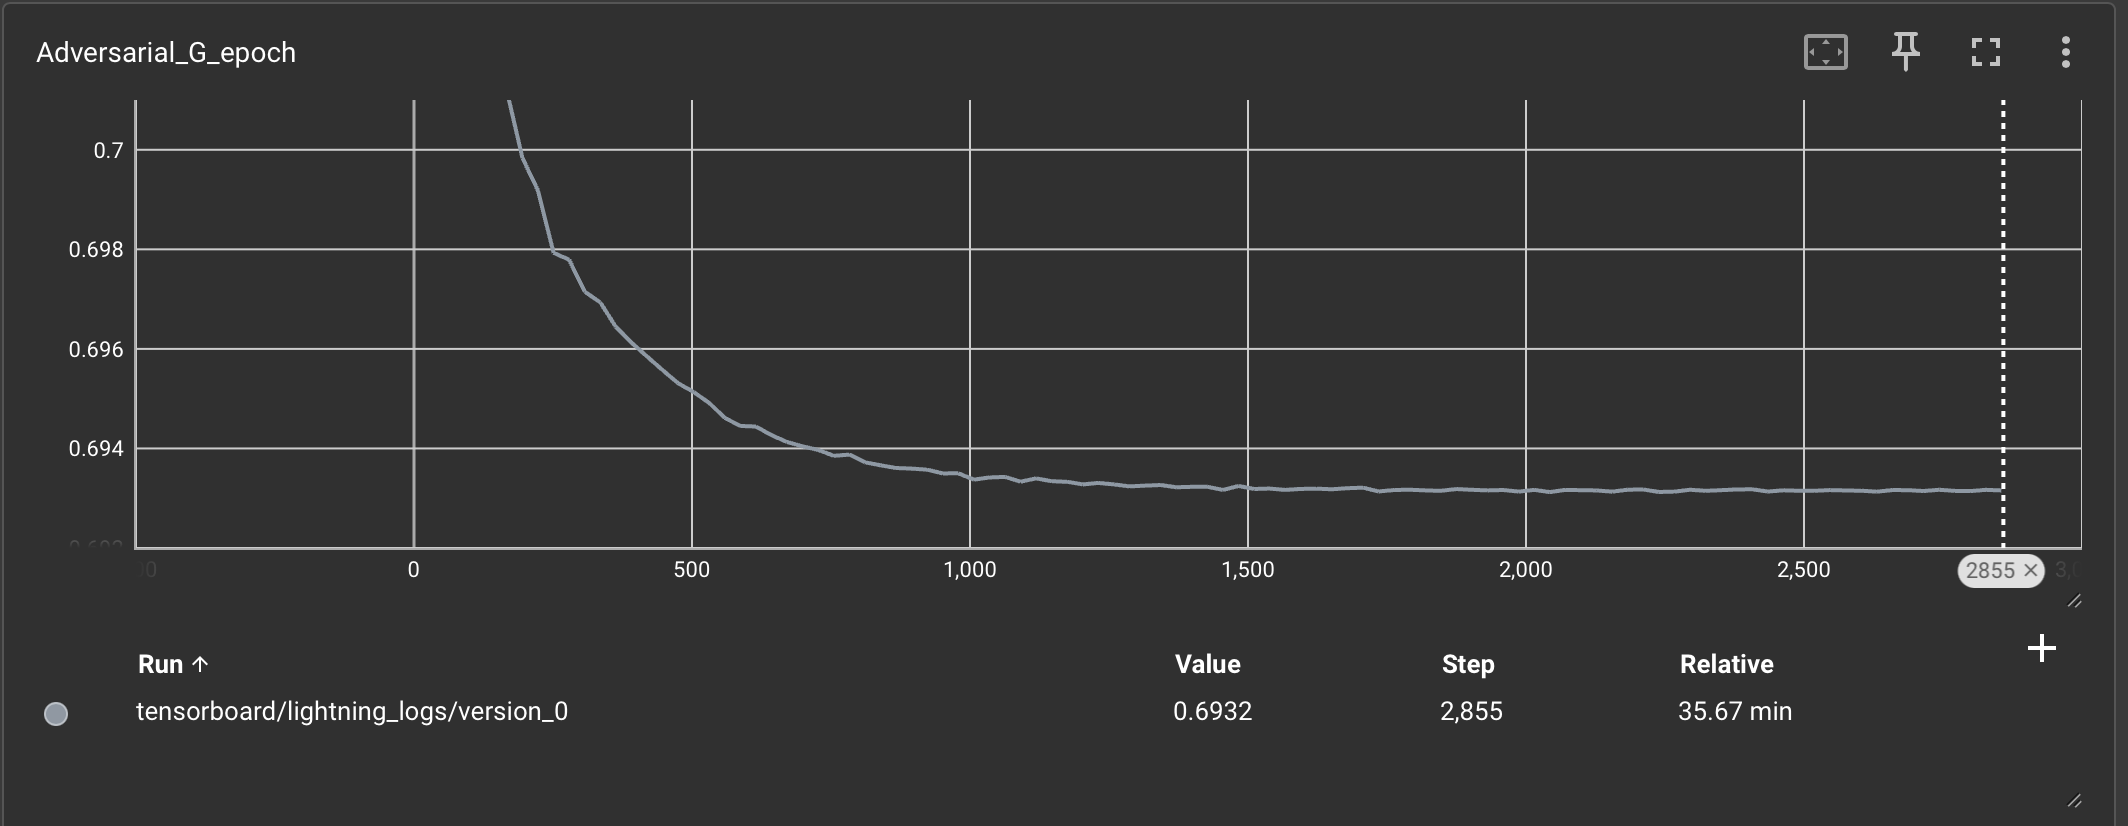 Adversarial_G_epoch
0.7
0.698
0.696
0.694
0 500 1,000 1,500 2,000 2,500 2855 ×
Run ↑ Value Step Relative
tensorboard/lightning_logs/version_0 0.6932 2,855 35.67 min